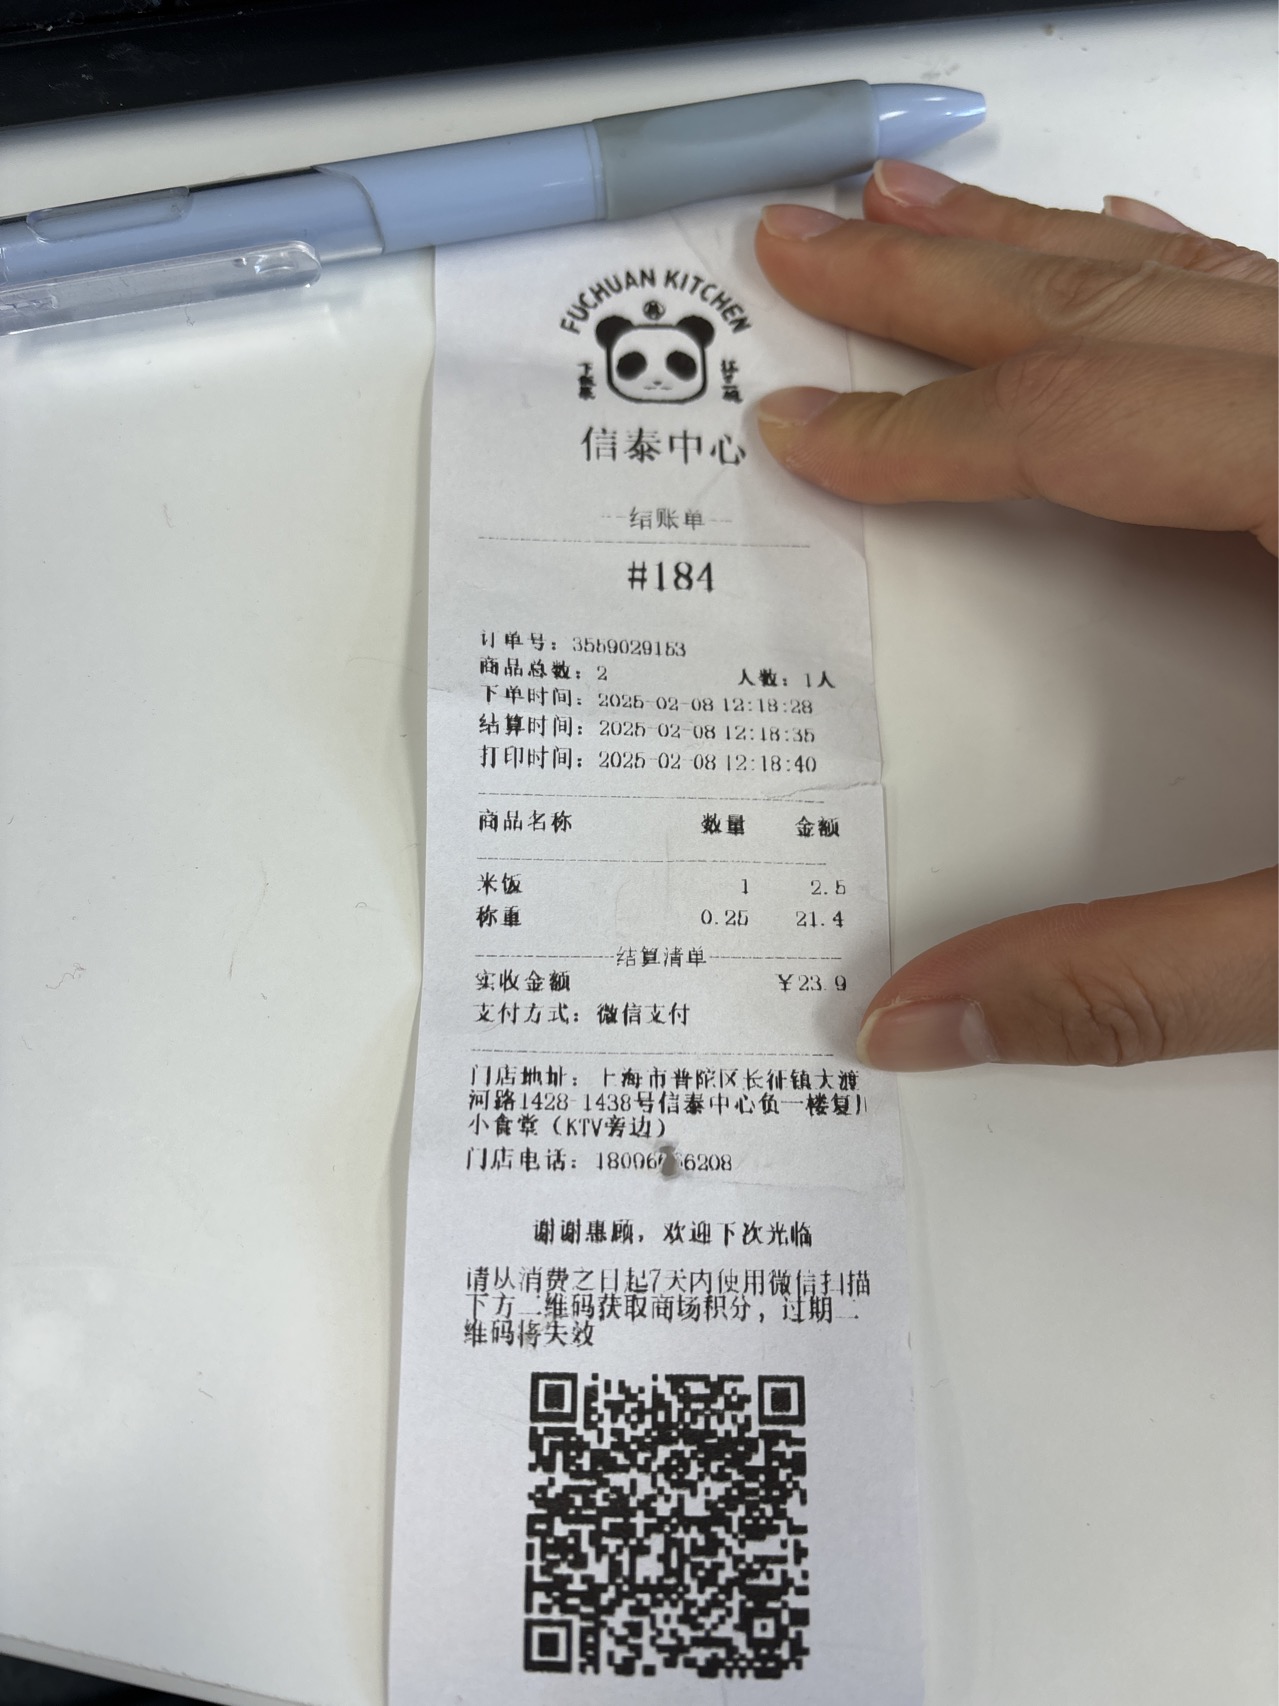 FUCHUAN KITCHEN
信泰中心
--结账单--
#184
订单号：3559029153
商品总数：2 人数：1人
下单时间：2025-02-08 12:18:28
结算时间：2025-02-08 12:18:35
打印时间：2025-02-08 12:18:40
商品名称 数量 金额
米饭 1 2.5
称重 0.25 21.4
结算清单
实收金额 ￥23.9
支付方式：微信支付
门店地址：上海市普陀区长征镇大渡
河路1428-1438号信泰中心负一楼复川
小食堂（KTV旁边）
门店电话：
谢谢惠顾，欢迎下次光临
请从消费之日起7天内使用微信扫描
下方二维码获取商场积分，过期二
维码将失效